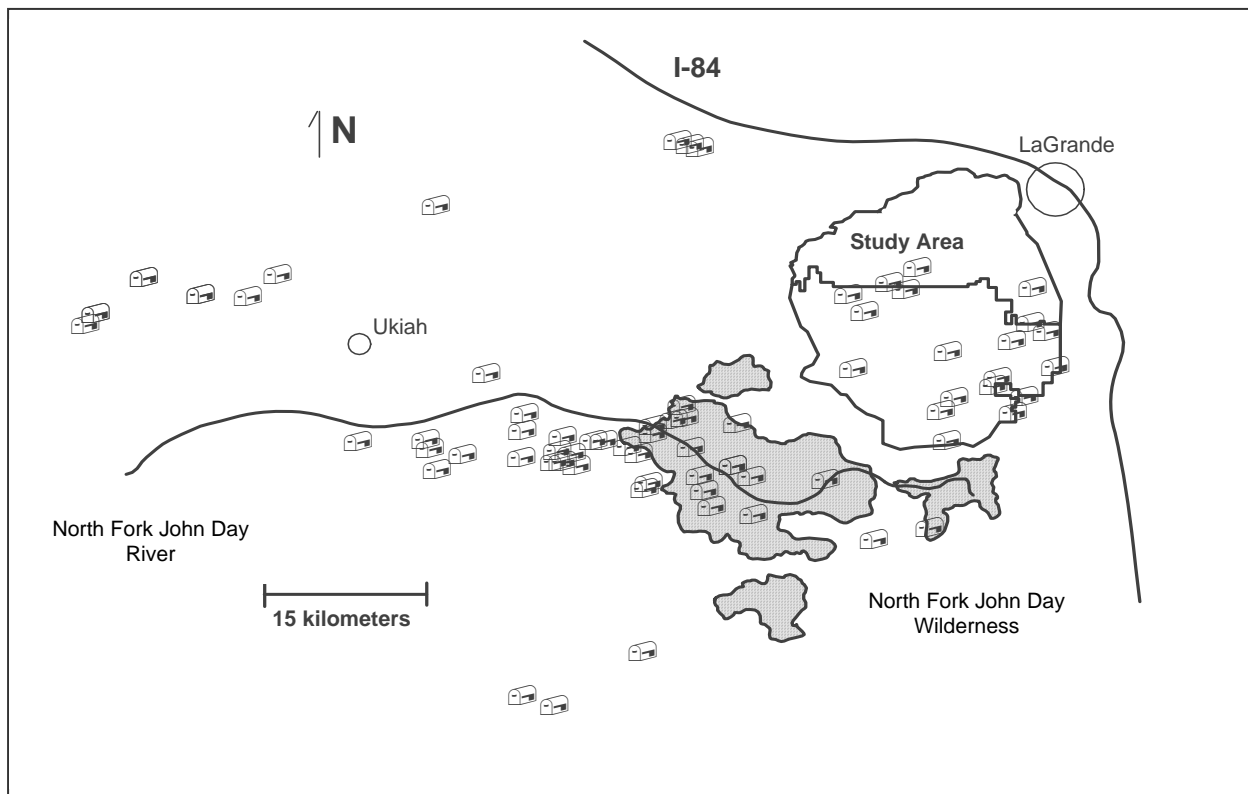 I-84
N
LaGrande
Study Area
Ukiah
North Fork John Day
River
15 kilometers
North Fork John Day
Wilderness